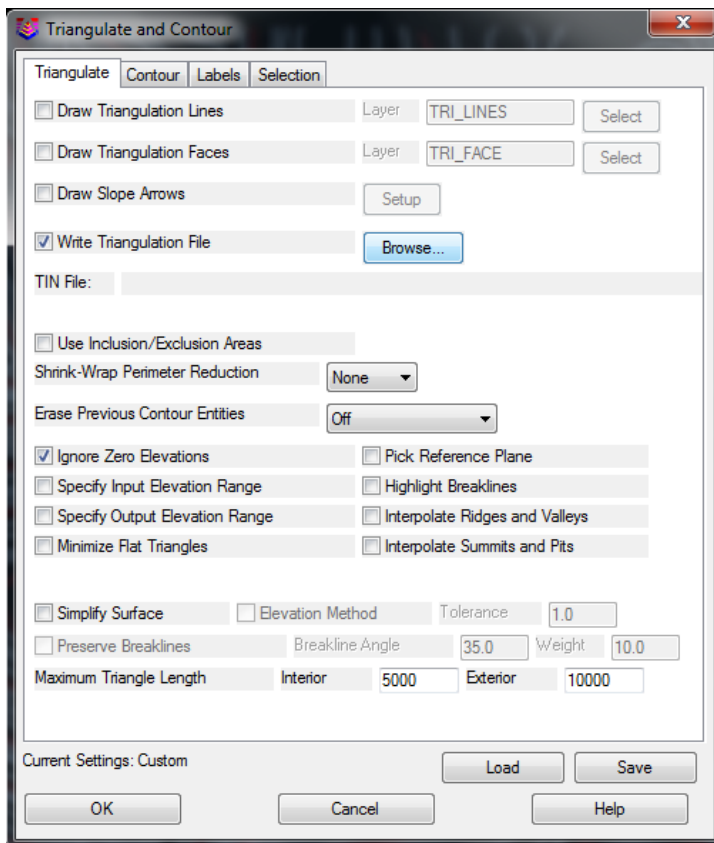 Triangulate and Contour
Triangulate Contour Labels Selection
Draw Triangulation Lines Layer TRI_LINES Select
Draw Triangulation Faces Layer TRI_FACE Select
Draw Slope Arrows Setup
Write Triangulation File Browse...
TIN File:
Use Inclusion/Exclusion Areas
Shrink-Wrap Perimeter Reduction None
Erase Previous Contour Entities Off
Ignore Zero Elevations Pick Reference Plane
Specify Input Elevation Range Highlight Breaklines
Specify Output Elevation Range Interpolate Ridges and Valleys
Minimize Flat Triangles Interpolate Summits and Pits
Simplify Surface Elevation Method Tolerance 1.0
Preserve Breaklines Breakline Angle 35.0 Weight 10.0
Maximum Triangle Length Interior 5000 Exterior 10000
Current Settings: Custom Load Save
OK Cancel Help